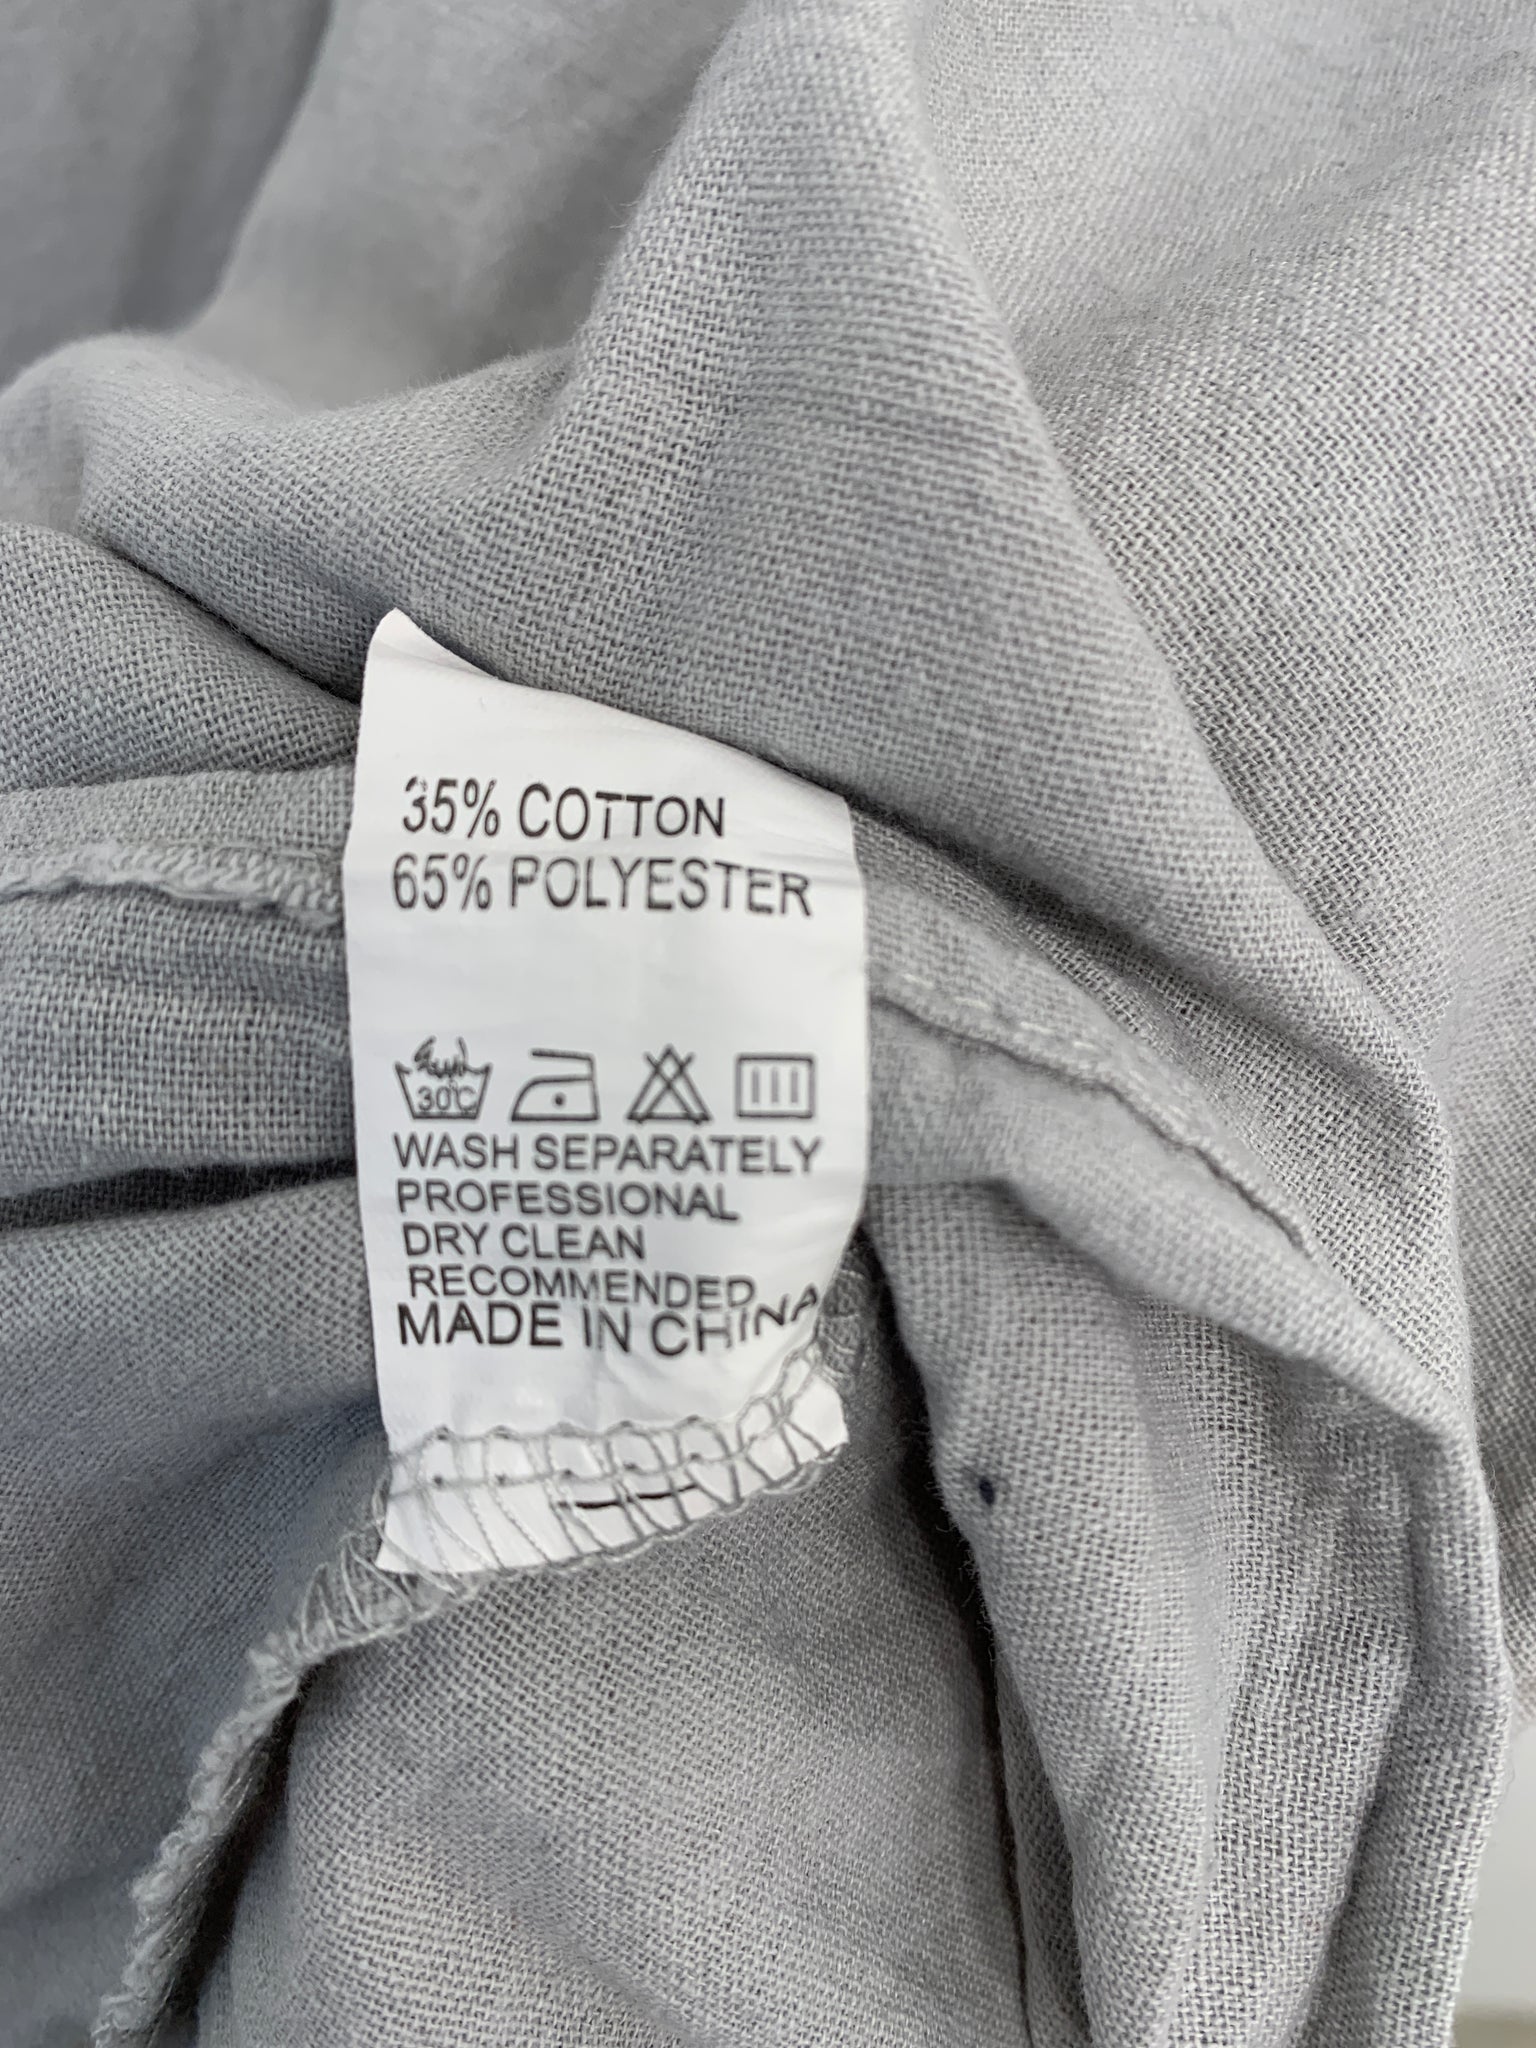 35% COTTON
65% POLYESTER
30°C
WASH SEPARATELY
PROFESSIONAL
DRY CLEAN
RECOMMENDED
MADE IN CHINA